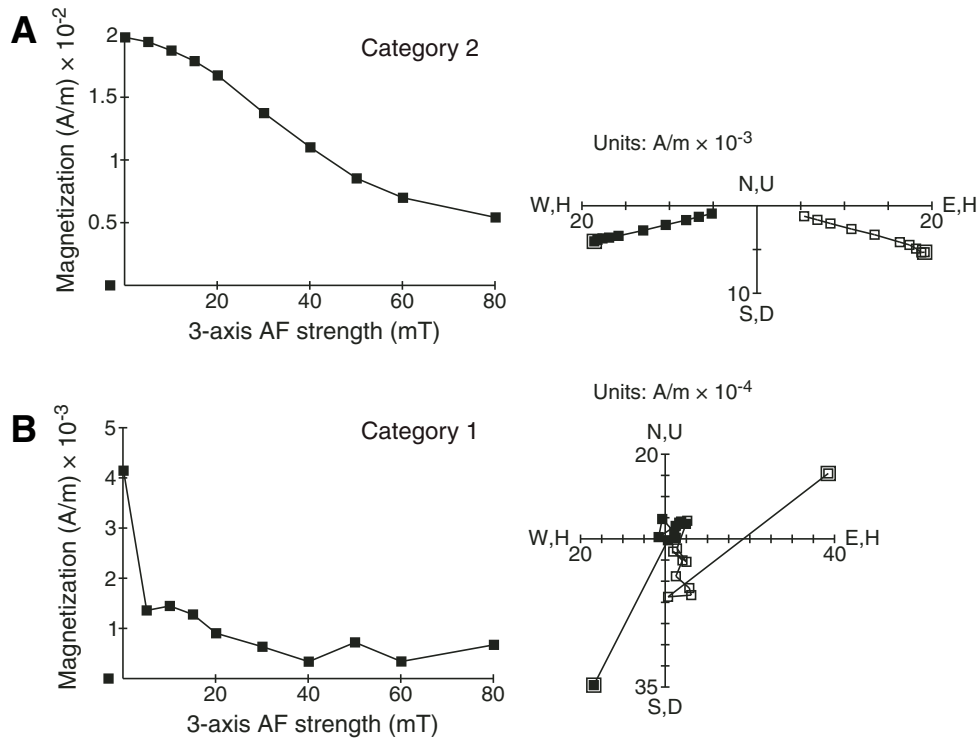 A
Magnetization (A/m) × 10⁻²
2
1.5
1
0.5
Category 2
20
40
60
80
3-axis AF strength (mT)
Units: A/m × 10⁻³
N,U
W,H
E,H
20
20
10
S,D
B
Magnetization (A/m) × 10⁻³
5
4
3
2
1
Category 1
20
40
60
80
3-axis AF strength (mT)
Units: A/m × 10⁻⁴
N,U
20
W,H
E,H
20
40
35
S,D